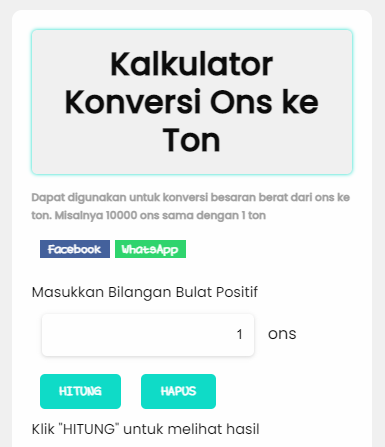 Kalkulator
Konversi Ons ke
Ton
Dapat digunakan untuk konversi besaran berat dari ons ke
ton. Misalnya 10000 ons sama dengan 1 ton
Facebook WhatsApp
Masukkan Bilangan Bulat Positif
1 ons
HITUNG HAPUS
Klik "HITUNG" untuk melihat hasil